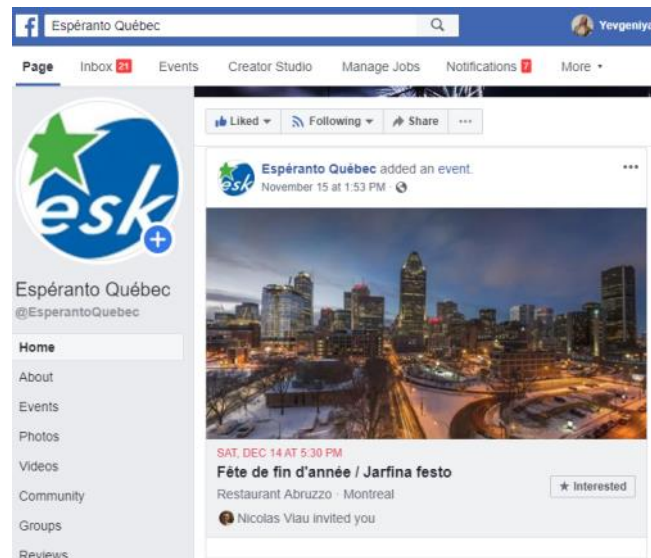 f Espéranto Québec Yevgeniya
Page Inbox 21 Events Creator Studio Manage Jobs Notifications 7 More
esk
Espéranto Québec
@EsperantoQuebec
Home
About
Events
Photos
Videos
Community
Groups
Reviews
Liked Following Share ...
esk
Espéranto Québec added an event.
November 15 at 1:53 PM ·
SAT, DEC 14 AT 5:30 PM
Fête de fin d'année / Jarfina festo
Restaurant Abruzzo · Montreal
Interested
Nicolas Viau invited you